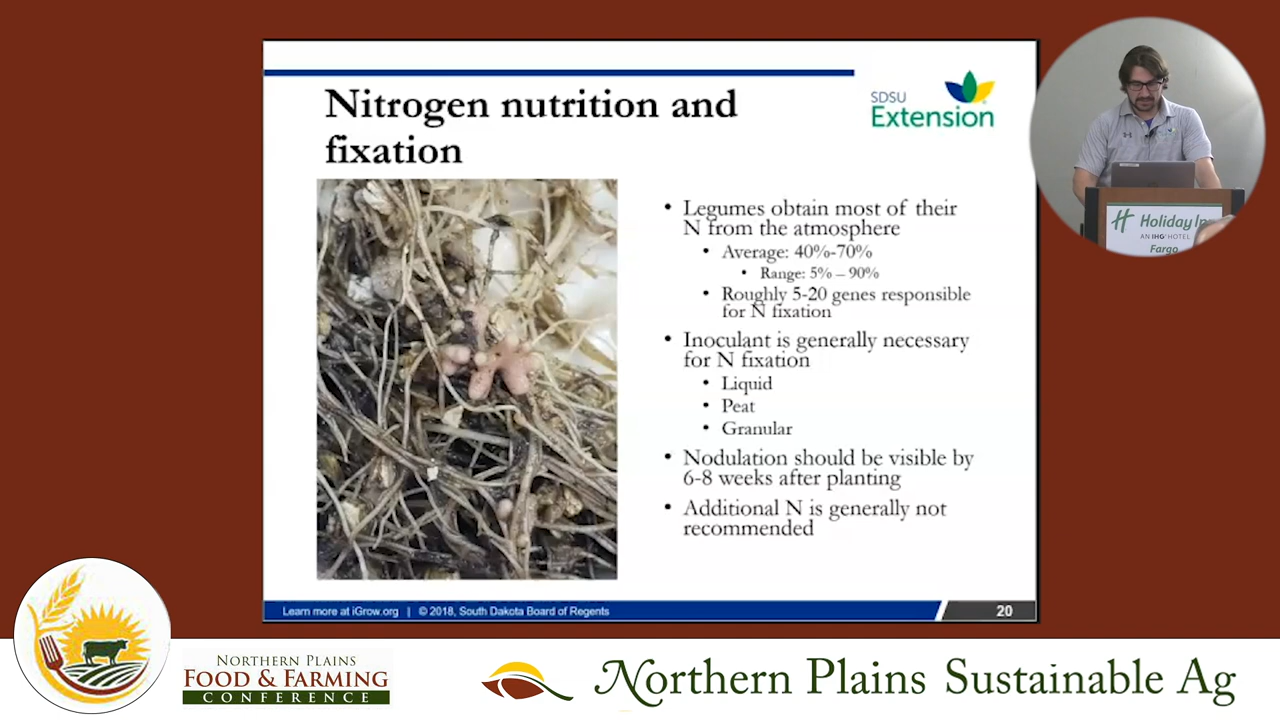 Nitrogen nutrition and
fixation
SDSU
Extension
• Legumes obtain most of their
N from the atmosphere
• Average: 40%-70%
• Range: 5% – 90%
• Roughly 5-20 genes responsible
for N fixation
• Inoculant is generally necessary
for N fixation
• Liquid
• Peat
• Granular
• Nodulation should be visible by
6-8 weeks after planting
• Additional N is generally not
recommended
Learn more at iGrow.org | © 2018, South Dakota Board of Regents
20
H Holiday
AN IHG® HOTEL
Fargo
NORTHERN PLAINS
FOOD & FARMING
CONFERENCE
Northern Plains Sustainable Ag